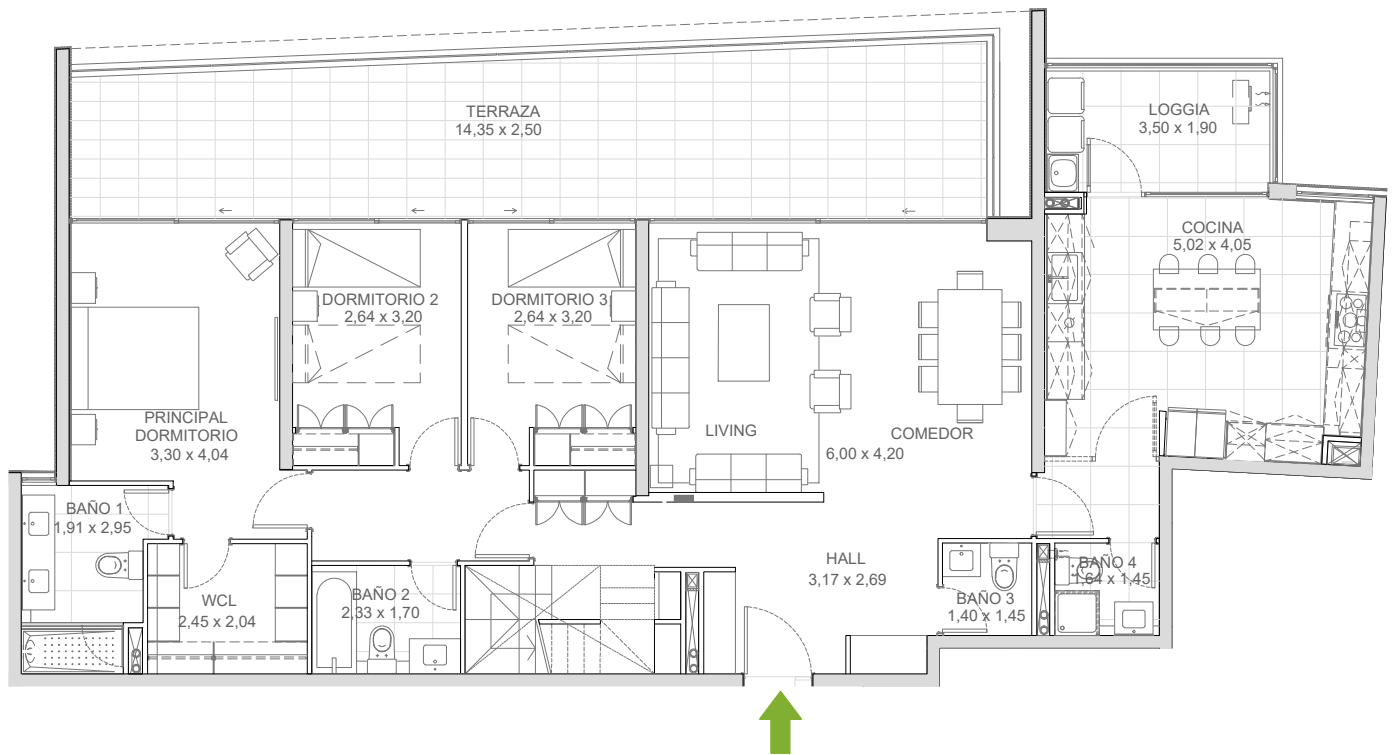 TERRAZA
14,35 x 2,50
LOGGIA
3,50 x 1,90
COCINA
5,02 x 4,05
DORMITORIO 2
2,64 x 3,20
DORMITORIO 3
2,64 x 3,20
PRINCIPAL
DORMITORIO
3,30 x 4,04
LIVING
COMEDOR
6,00 x 4,20
BAÑO 1
1,91 x 2,95
WCL
2,45 x 2,04
BAÑO 2
2,33 x 1,70
HALL
3,17 x 2,69
BAÑO 3
1,40 x 1,45
BAÑO 4
1,64 x 1,45